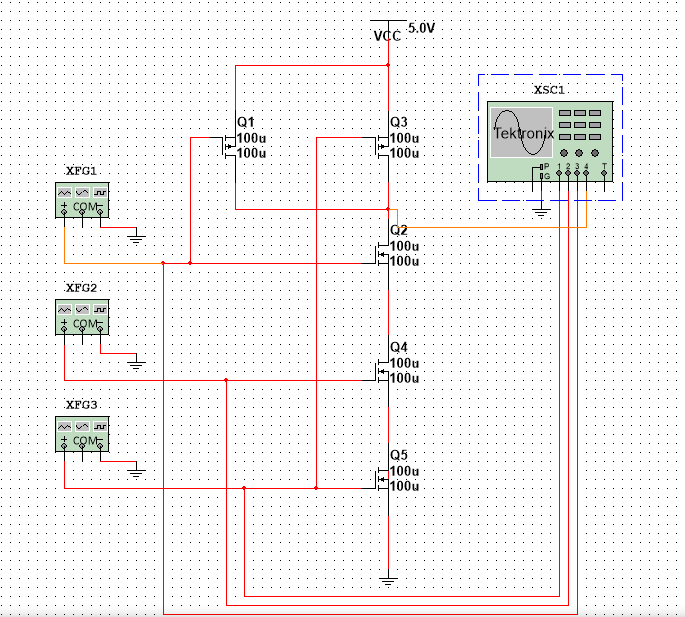 5.0V
VCC
XSC1
Q1
100u
100u
Q3
100u
100u
Tektronix
P
G
1 2 3 4
T
XFG1
COM
+
Q2
100u
100u
XFG2
COM
+
Q4
100u
100u
XFG3
COM
+
Q5
100u
100u